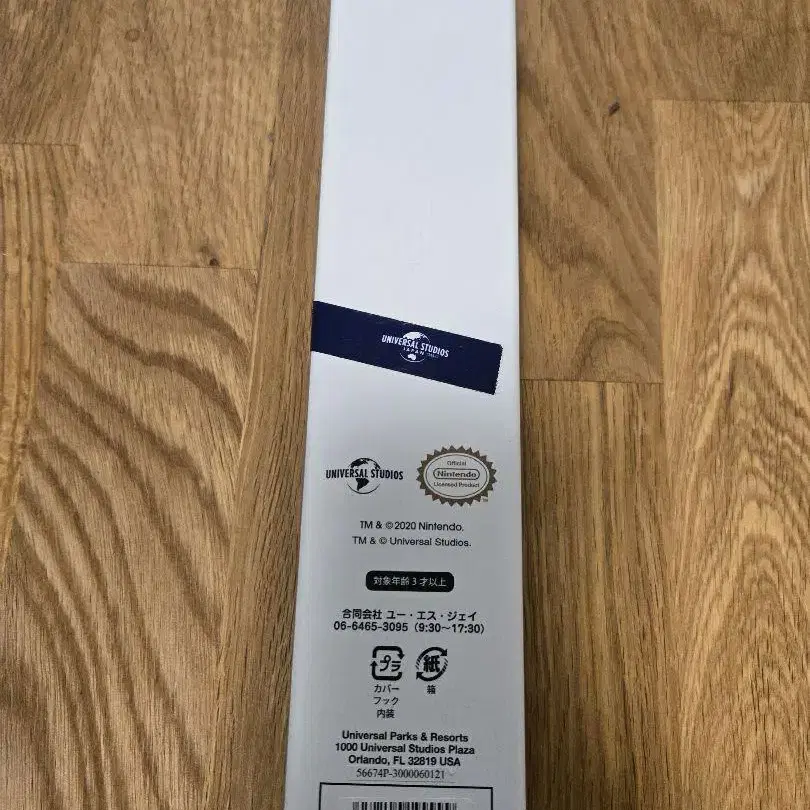 UNIVERSAL STUDIOS
JAPAN
UNIVERSAL STUDIOS
Official
Nintendo
Licensed Product
TM & © 2020 Nintendo.
TM & © Universal Studios.
対象年齢3才以上
合同会社 ユー・エス・ジェイ
06-6465-3095（9:30～17:30）
プラ
紙
カバー
フック
内装
箱
Universal Parks & Resorts
1000 Universal Studios Plaza
Orlando, FL 32819 USA
56674P-3000060121